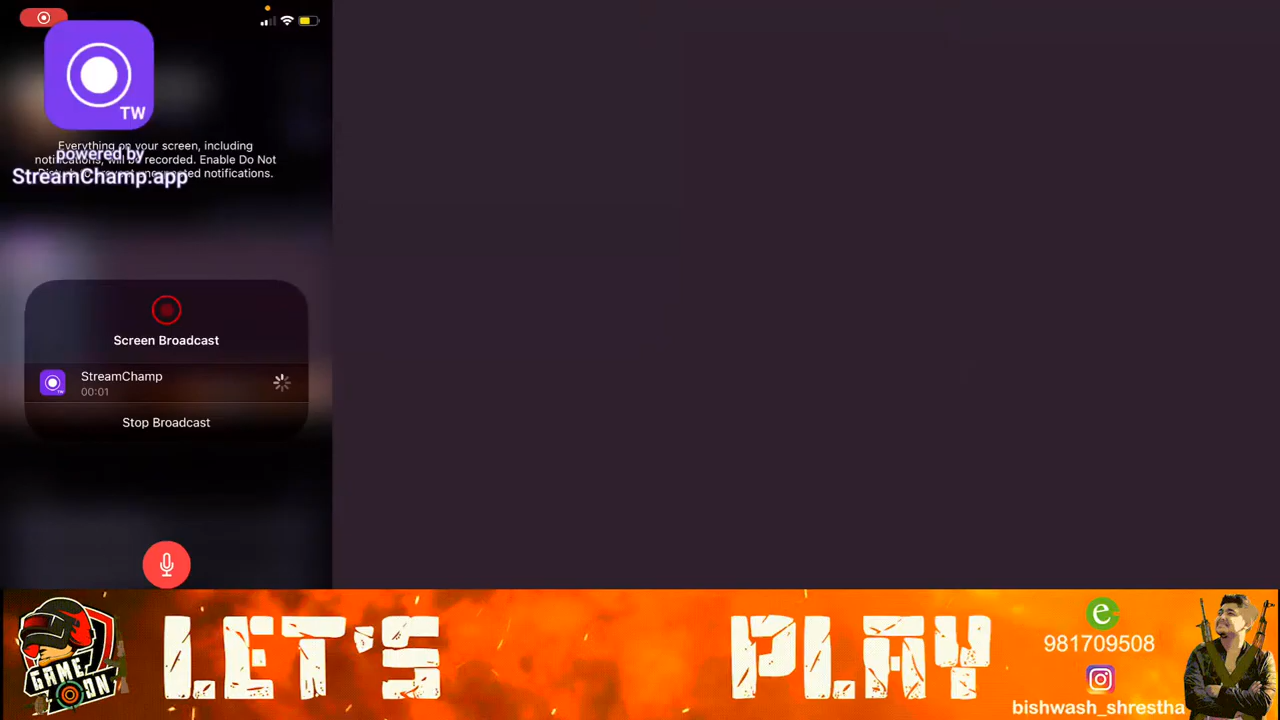 TW
Everything on your screen, including
notifications, will be recorded. Enable Do Not
notifications.
powered by
StreamChamp.app
Screen Broadcast
StreamChamp
00:01
Stop Broadcast
GAME
ON
LET'S PLAY
981709508
bishwash_shrestha